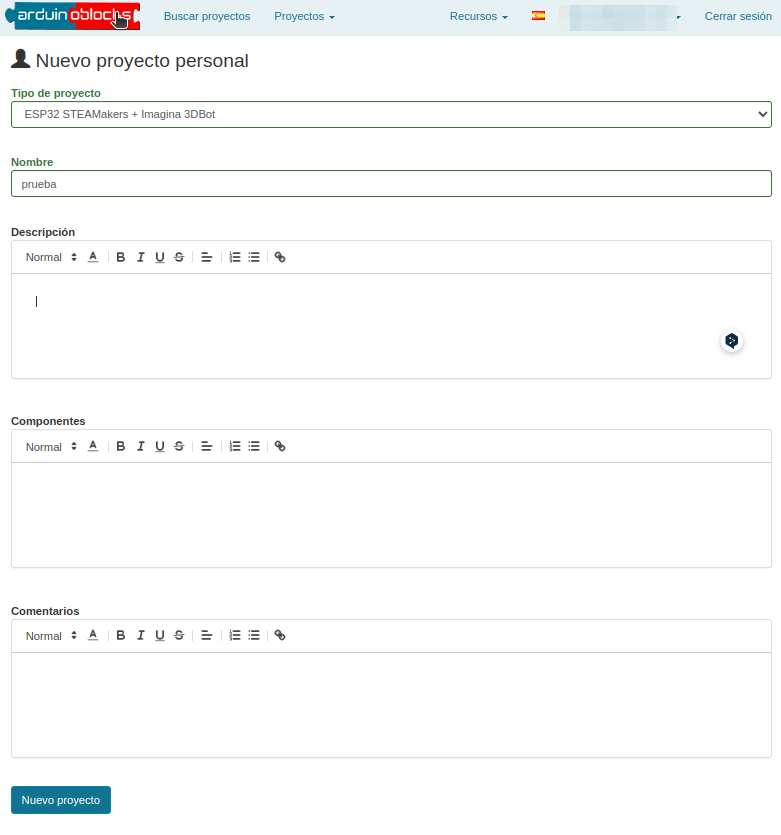 arduinoblocks Buscar proyectos Proyectos Recursos Cerrar sesión
Nuevo proyecto personal
Tipo de proyecto
ESP32 STEAMakers + Imagina 3DBot
Nombre
prueba
Descripción
Normal A B I U S
Componentes
Normal A B I U S
Comentarios
Normal A B I U S
Nuevo proyecto